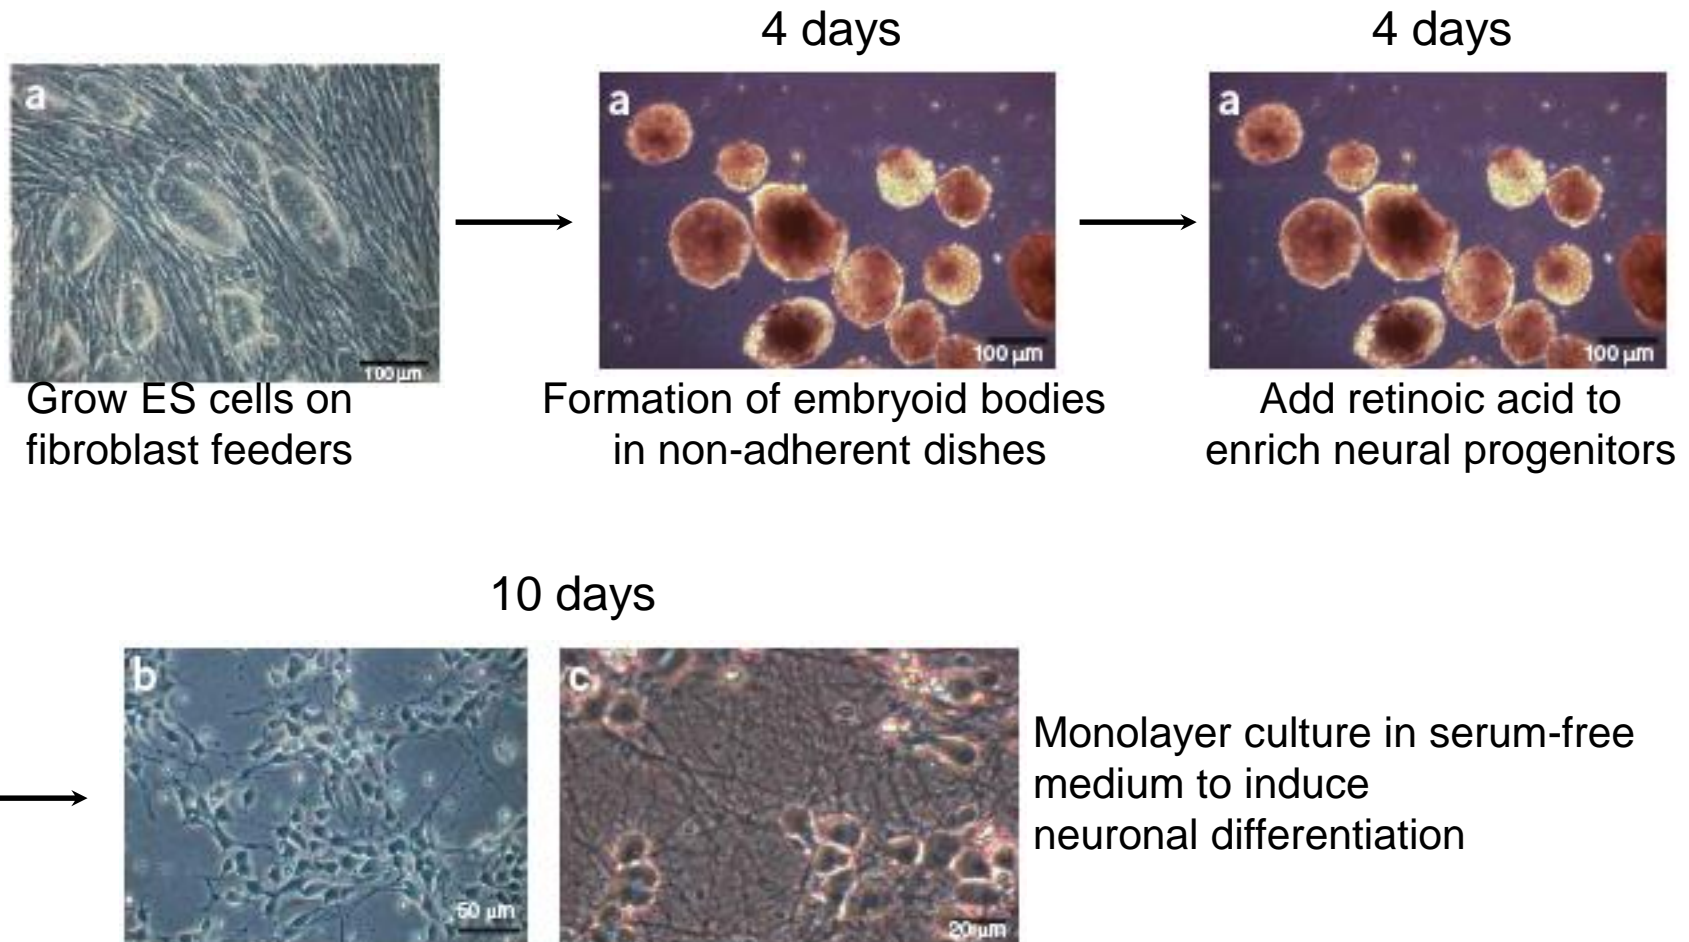 4 days
4 days
a
a
a
100 µm
100 µm
100 µm
Grow ES cells on
fibroblast feeders
Formation of embryoid bodies
in non-adherent dishes
Add retinoic acid to
enrich neural progenitors
10 days
b
c
Monolayer culture in serum-free
medium to induce
neuronal differentiation
50 µm
20 µm